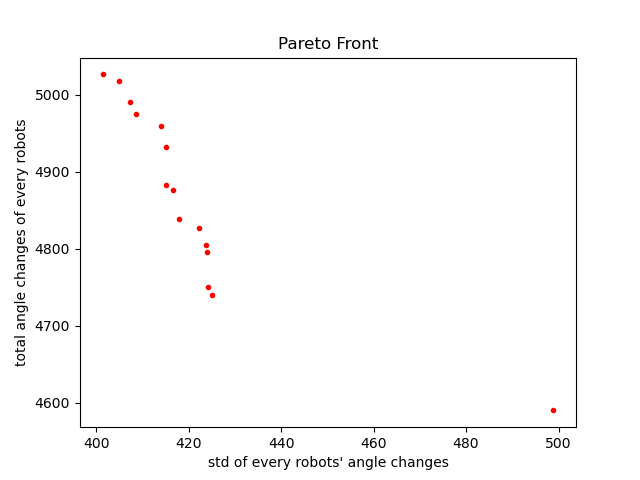 Pareto Front
total angle changes of every robots
5000
4900
4800
4700
4600
400 420 440 460 480 500
std of every robots' angle changes